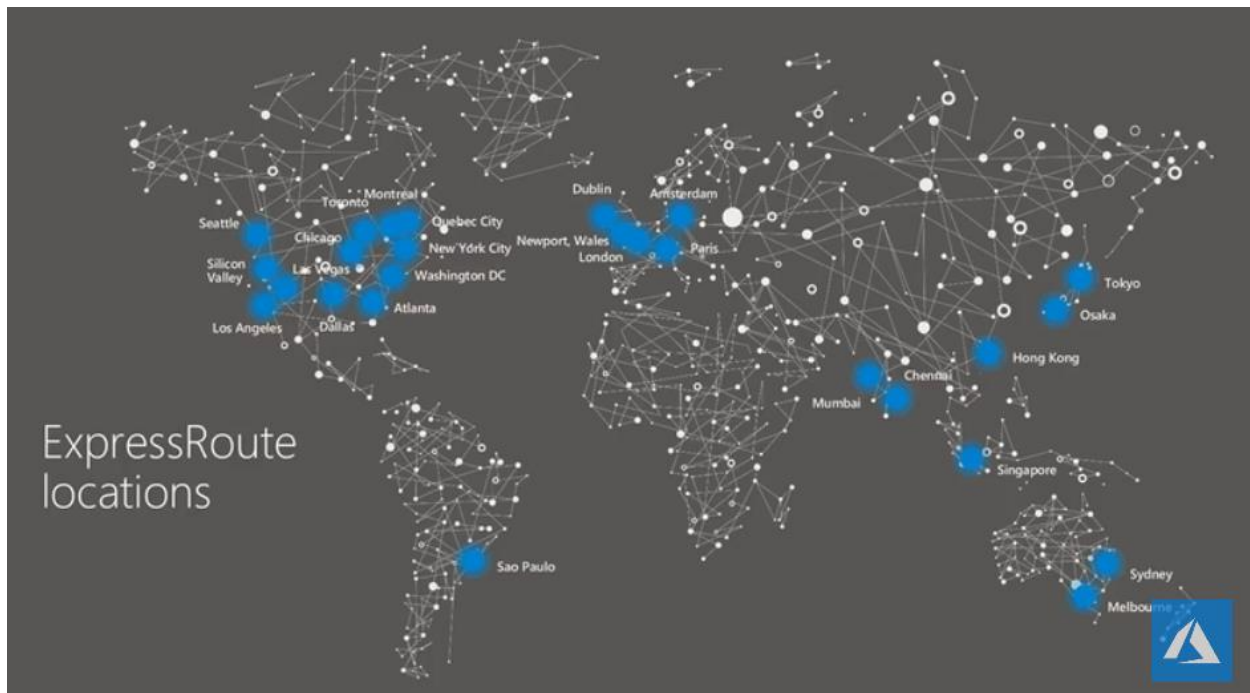 Dublin
Amsterdam
Montreal
Toronto
Seattle
Quebec City
Chicago
New York City
Newport, Wales
Paris
London
Silicon
Valley
Las Vegas
Washington DC
Tokyo
Atlanta
Osaka
Los Angeles
Dallas
Hong Kong
Chennai
Mumbai
ExpressRoute
locations
Singapore
Sao Paulo
Sydney
Melbourne